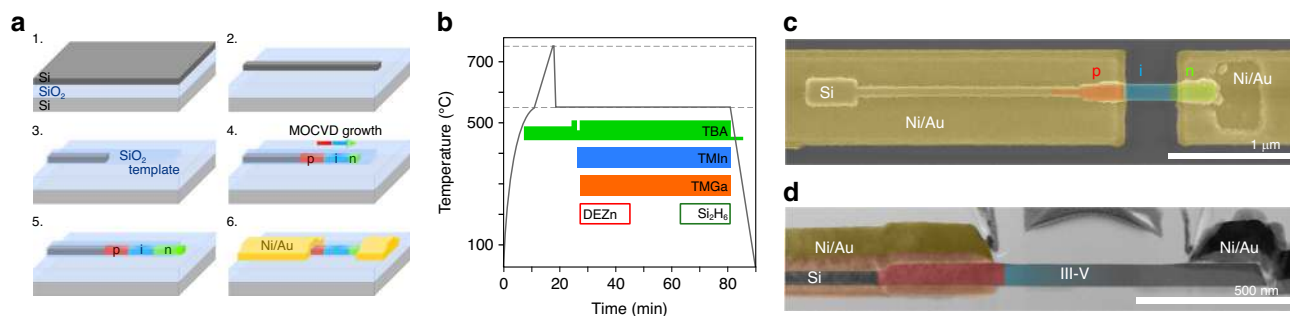 a
1.
Si
SiO₂
Si
2.
3.
SiO₂
template
4.
MOCVD growth
p
i
n
5.
p
i
n
6.
Ni/Au
b
Temperature (°C)
700
500
300
100
TBA
TMIn
TMGa
DEZn
Si₂H₆
0
20
40
60
80
Time (min)
c
p
i
n
Ni/Au
Si
Ni/Au
1 μm
d
Ni/Au
Ni/Au
Si
III-V
500 nm